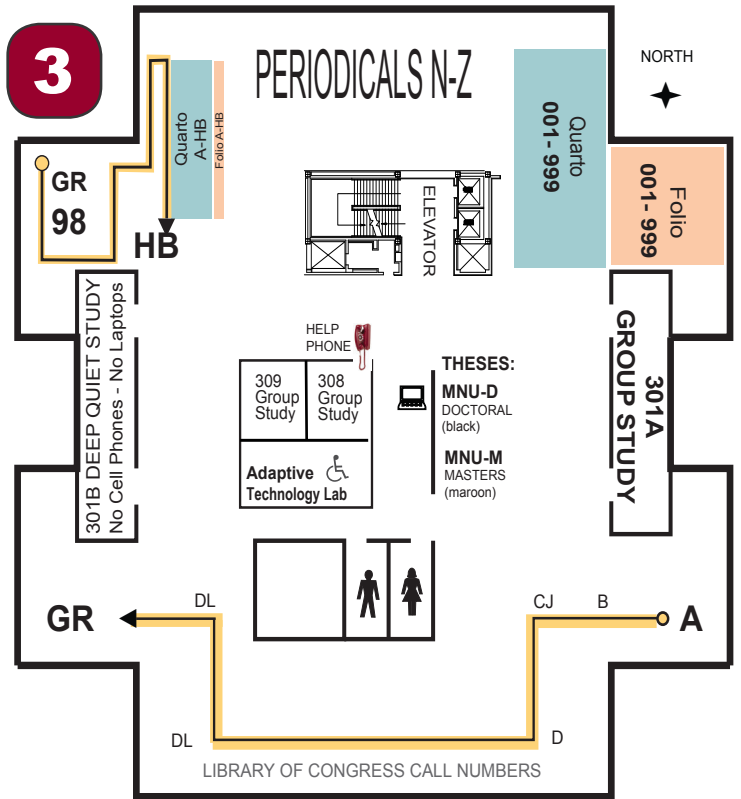 3
PERIODICALS N-Z
NORTH
Quarto
A-HB
Folio A-HB
Quarto
001- 999
Folio
001- 999
GR
98
HB
ELEVATOR
301B DEEP QUIET STUDY
No Cell Phones - No Laptops
HELP
PHONE
309
Group
Study
308
Group
Study
Adaptive
Technology Lab
THESES:
MNU-D
DOCTORAL
(black)
MNU-M
MASTERS
(maroon)
301A
GROUP STUDY
GR
DL
CJ
B
A
DL
D
LIBRARY OF CONGRESS CALL NUMBERS